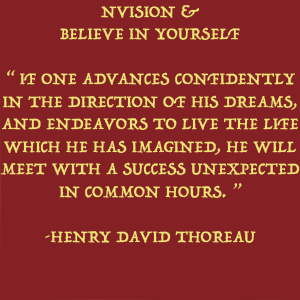 NVISION &
BELIEVE IN YOURSELF
“ IF ONE ADVANCES CONFIDENTLY
IN THE DIRECTION OF HIS DREAMS,
AND ENDEAVORS TO LIVE THE LIFE
WHICH HE HAS IMAGINED, HE WILL
MEET WITH A SUCCESS UNEXPECTED
IN COMMON HOURS. ”
-HENRY DAVID THOREAU